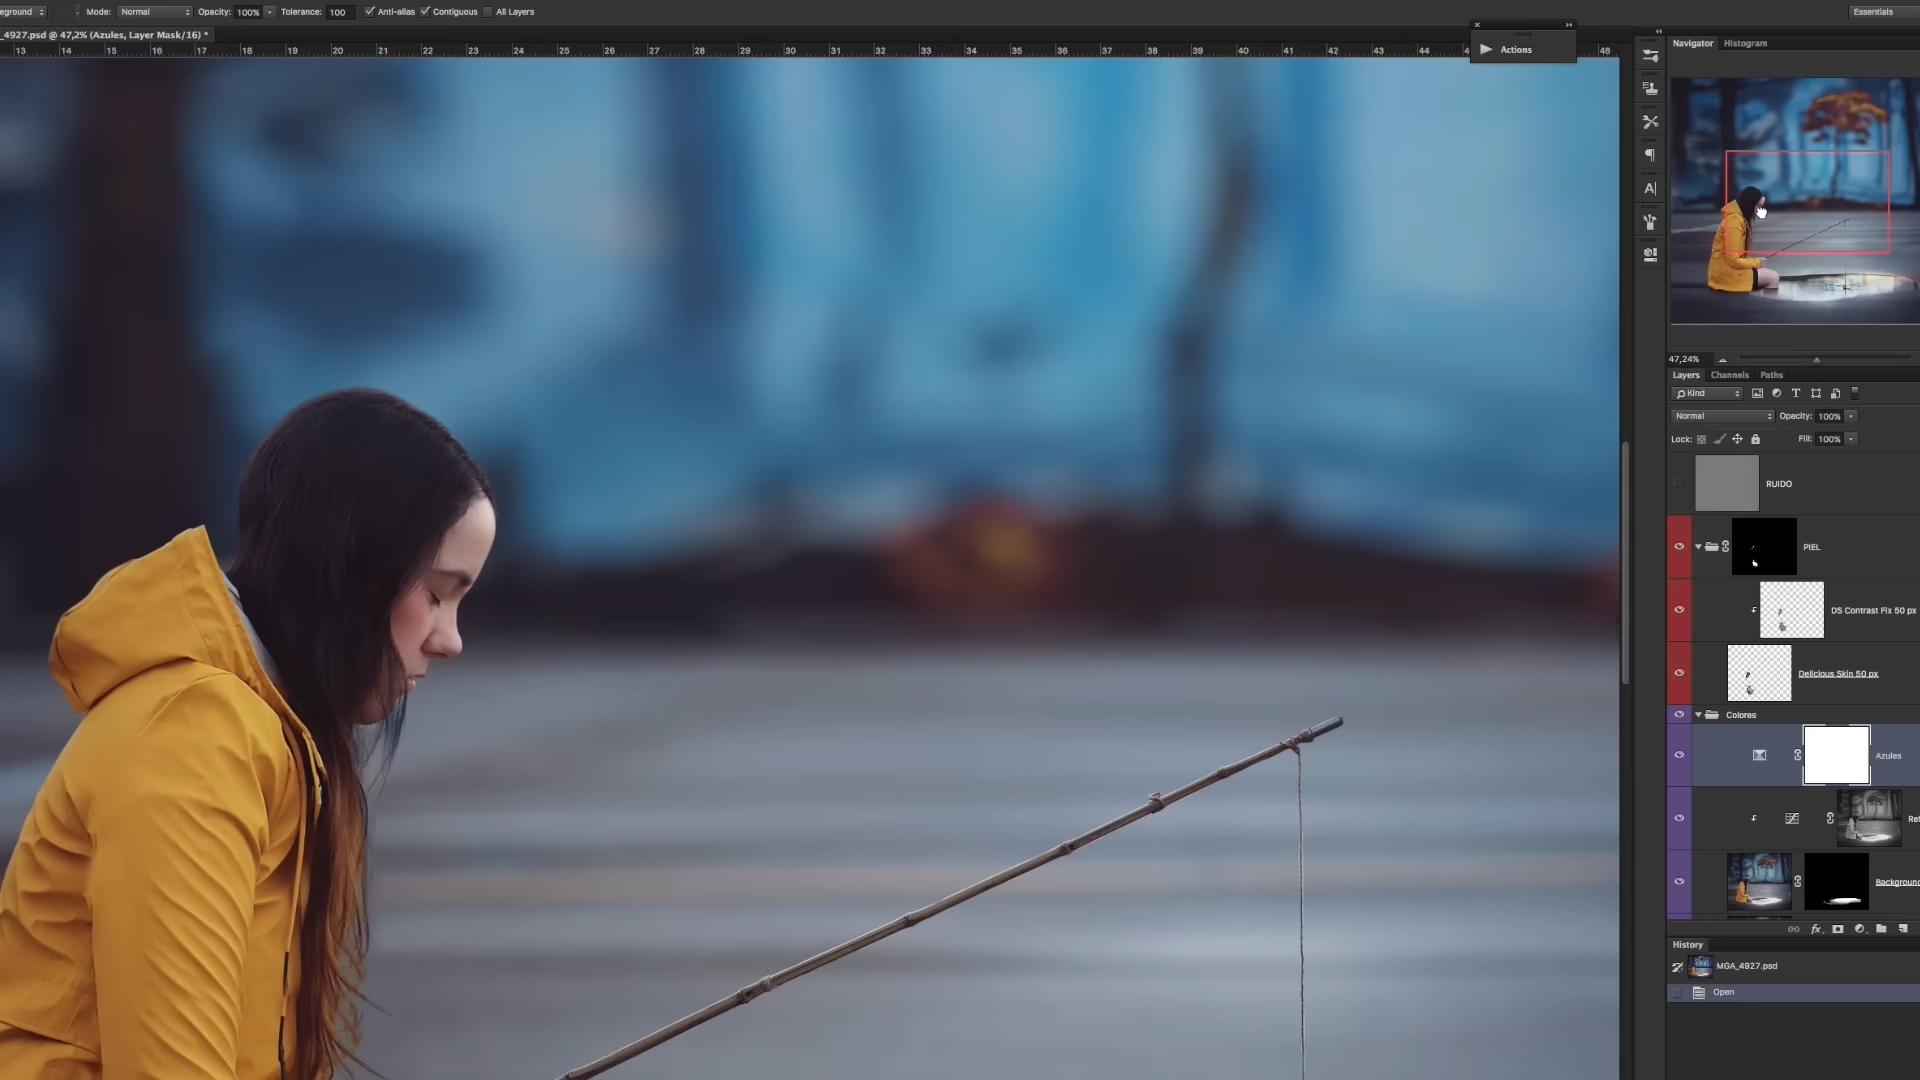 eground Mode: Normal Opacity: 100% Tolerance: 100 Anti-alias Contiguous All Layers Essentials
_4927.psd @ 47,2% (Azules, Layer Mask/16) *
13 14 15 16 17 18 19 20 21 22 23 24 25 26 27 28 29 30 31 32 33 34 35 36 37 38 39 40 41 42 43 44 4 48
Actions
Navigator Histogram
47,24%
Layers Channels Paths
Kind
Normal Opacity: 100%
Lock: Fill: 100%
RUIDO
PIEL
DS Contrast Fix 50 px
Delicious Skin 50 px
Colores
Azules
Ref
Background
History
MGA_4927.psd
Open